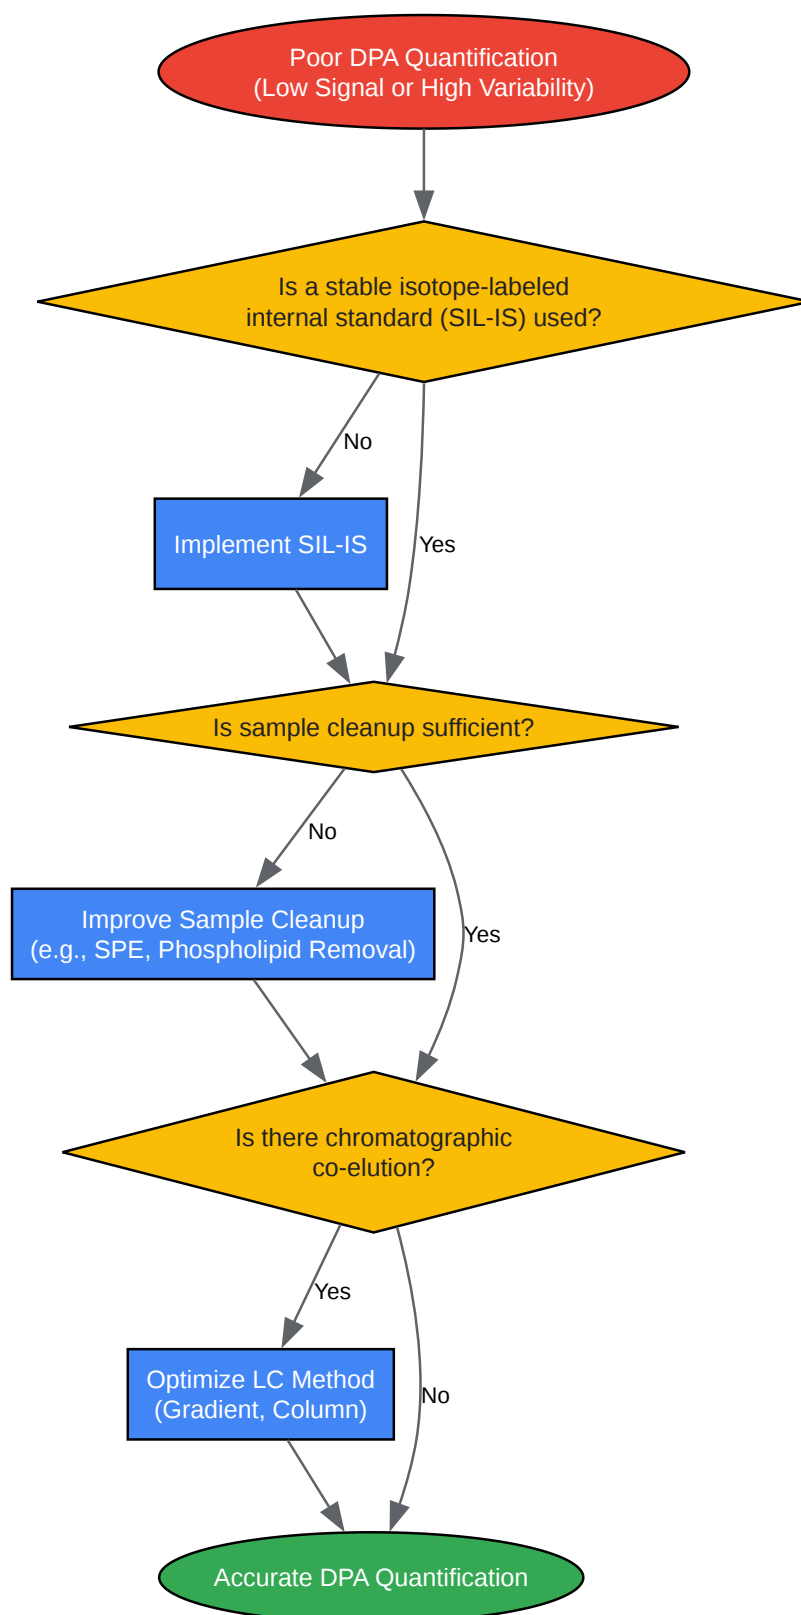 Poor DPA Quantification
(Low Signal or High Variability)
Is a stable isotope-labeled
internal standard (SIL-IS) used?
No
Implement SIL-IS
Yes
Is sample cleanup sufficient?
No
Improve Sample Cleanup
(e.g., SPE, Phospholipid Removal)
Yes
Is there chromatographic
co-elution?
Yes
Optimize LC Method
(Gradient, Column)
No
Accurate DPA Quantification